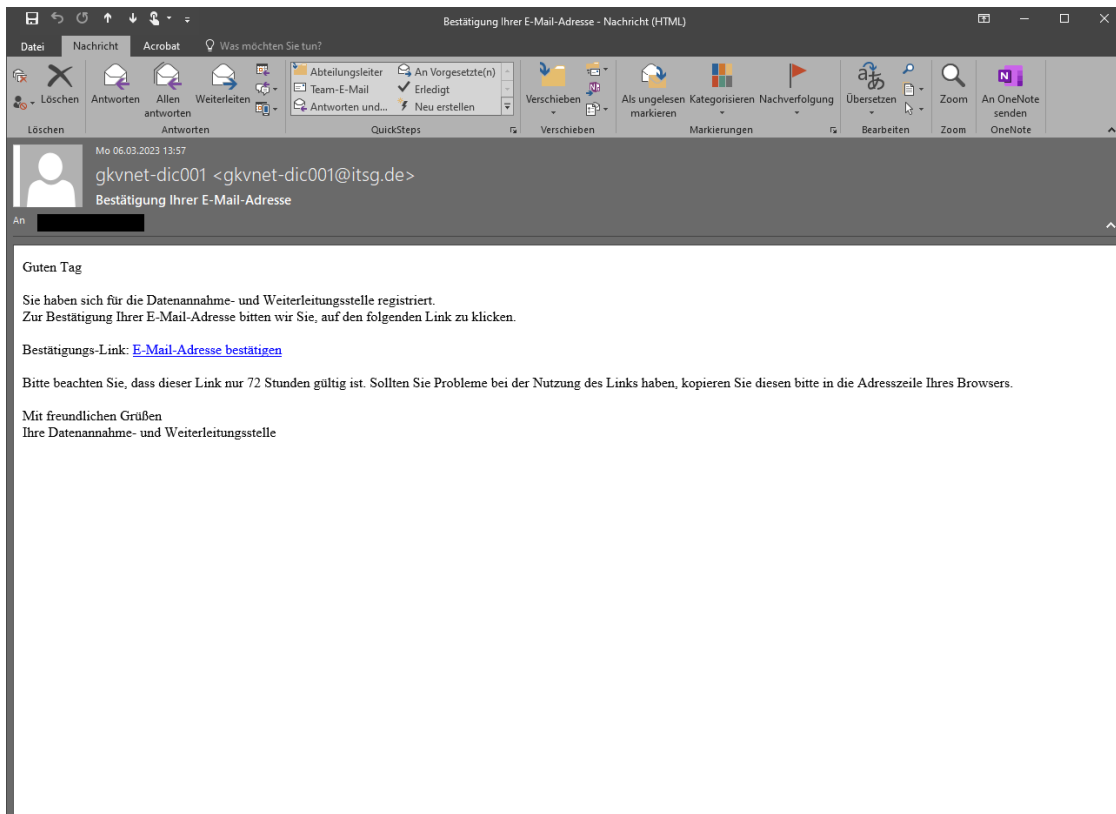 Bestätigung Ihrer E-Mail-Adresse - Nachricht (HTML)
Datei Nachricht Acrobat Was möchten Sie tun?
Löschen
Antworten
Allen antworten
Weiterleiten
Abteilungsleiter
Team-E-Mail
Antworten und...
An Vorgesetzte(n)
Erledigt
Neu erstellen
Verschieben
Als ungelesen markieren
Kategorisieren
Nachverfolgung
Übersetzen
Zoom
An OneNote senden
Löschen Antworten QuickSteps Verschieben Markierungen Bearbeiten Zoom OneNote
Mo 06.03.2023 13:57
gkvnet-dic001 <gkvnet-dic001@itsg.de>
Bestätigung Ihrer E-Mail-Adresse
An
Guten Tag
Sie haben sich für die Datenannahme- und Weiterleitungsstelle registriert.
Zur Bestätigung Ihrer E-Mail-Adresse bitten wir Sie, auf den folgenden Link zu klicken.
Bestätigungs-Link: E-Mail-Adresse bestätigen
Bitte beachten Sie, dass dieser Link nur 72 Stunden gültig ist. Sollten Sie Probleme bei der Nutzung des Links haben, kopieren Sie diesen bitte in die Adresszeile Ihres Browsers.
Mit freundlichen Grüßen
Ihre Datenannahme- und Weiterleitungsstelle